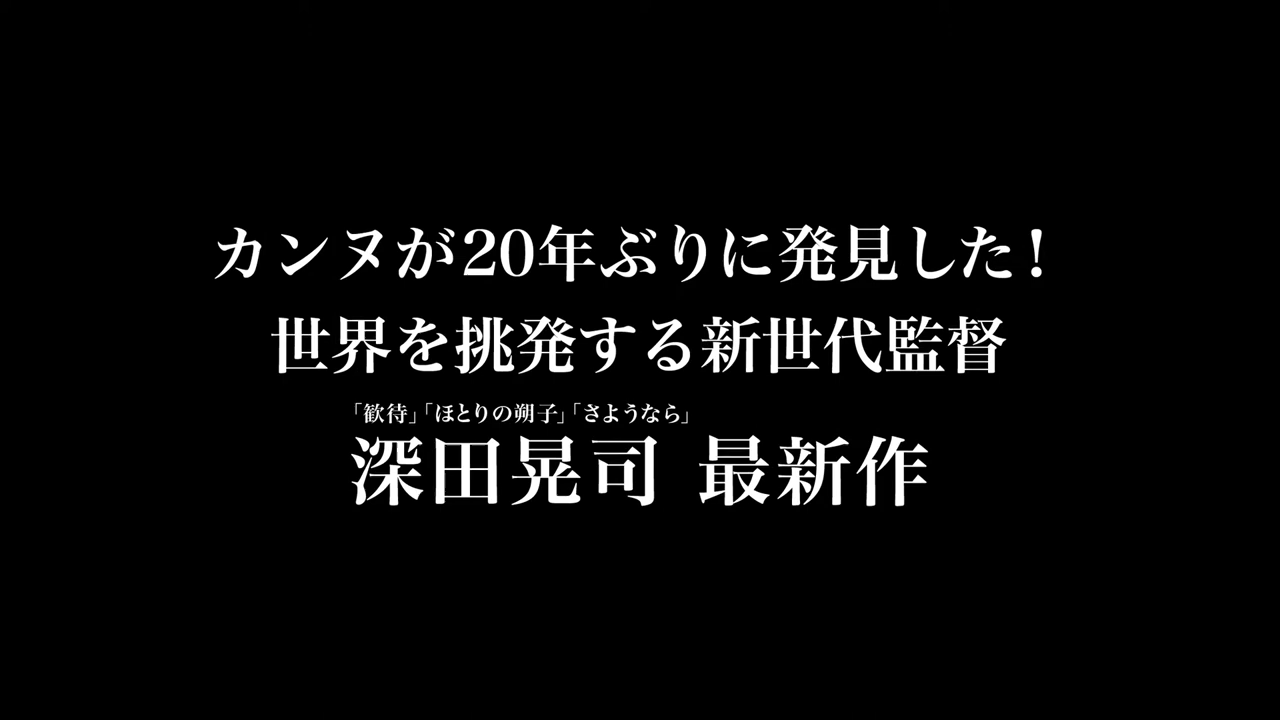 カンヌが20年ぶりに発見した！
世界を挑発する新世代監督
「歓待」「ほとりの朔子」「さようなら」
深田晃司 最新作